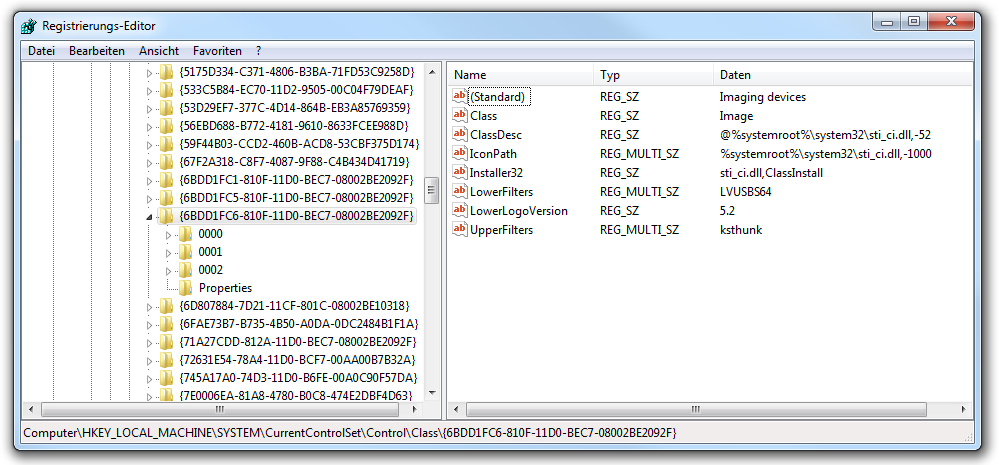 Registrierungs-Editor
Datei Bearbeiten Ansicht Favoriten ?
{5175D334-C371-4806-B3BA-71FD53C9258D}
{533C5B84-EC70-11D2-9505-00C04F79DEAF}
{53D29EF7-377C-4D14-864B-EB3A85769359}
{56EBD688-B772-4181-9610-8633FCEE988D}
{59F44B03-CCD2-460B-ACD8-53CBF375D174}
{67F2A318-C8F7-4087-9F88-C4B434D41719}
{6BDD1FC1-810F-11D0-BEC7-08002BE2092F}
{6BDD1FC5-810F-11D0-BEC7-08002BE2092F}
{6BDD1FC6-810F-11D0-BEC7-08002BE2092F}
0000
0001
0002
Properties
{6D807884-7D21-11CF-801C-08002BE10318}
{6FAE73B7-B735-4B50-A0DA-0DC2484B1F1A}
{71A27CDD-812A-11D0-BEC7-08002BE2092F}
{72631E54-78A4-11D0-BCF7-00AA00B7B32A}
{745A17A0-74D3-11D0-B6FE-00A0C90F57DA}
{7E0006EA-81A8-4780-B0C8-474E2DBF4D63}
Name Typ Daten
(Standard) REG_SZ Imaging devices
Class REG_SZ Image
ClassDesc REG_SZ @%systemroot%\system32\sti_ci.dll,-52
IconPath REG_MULTI_SZ %systemroot%\system32\sti_ci.dll,-1000
Installer32 REG_SZ sti_ci.dll,ClassInstall
LowerFilters REG_MULTI_SZ LVUSBS64
LowerLogoVersion REG_SZ 5.2
UpperFilters REG_MULTI_SZ ksthunk
Computer\HKEY_LOCAL_MACHINE\SYSTEM\CurrentControlSet\Control\Class\{6BDD1FC6-810F-11D0-BEC7-08002BE2092F}